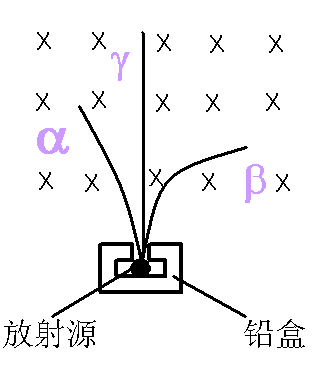 × × × × ×
γ
× × × × ×
α
× × × × ×
β
放射源
铅盒